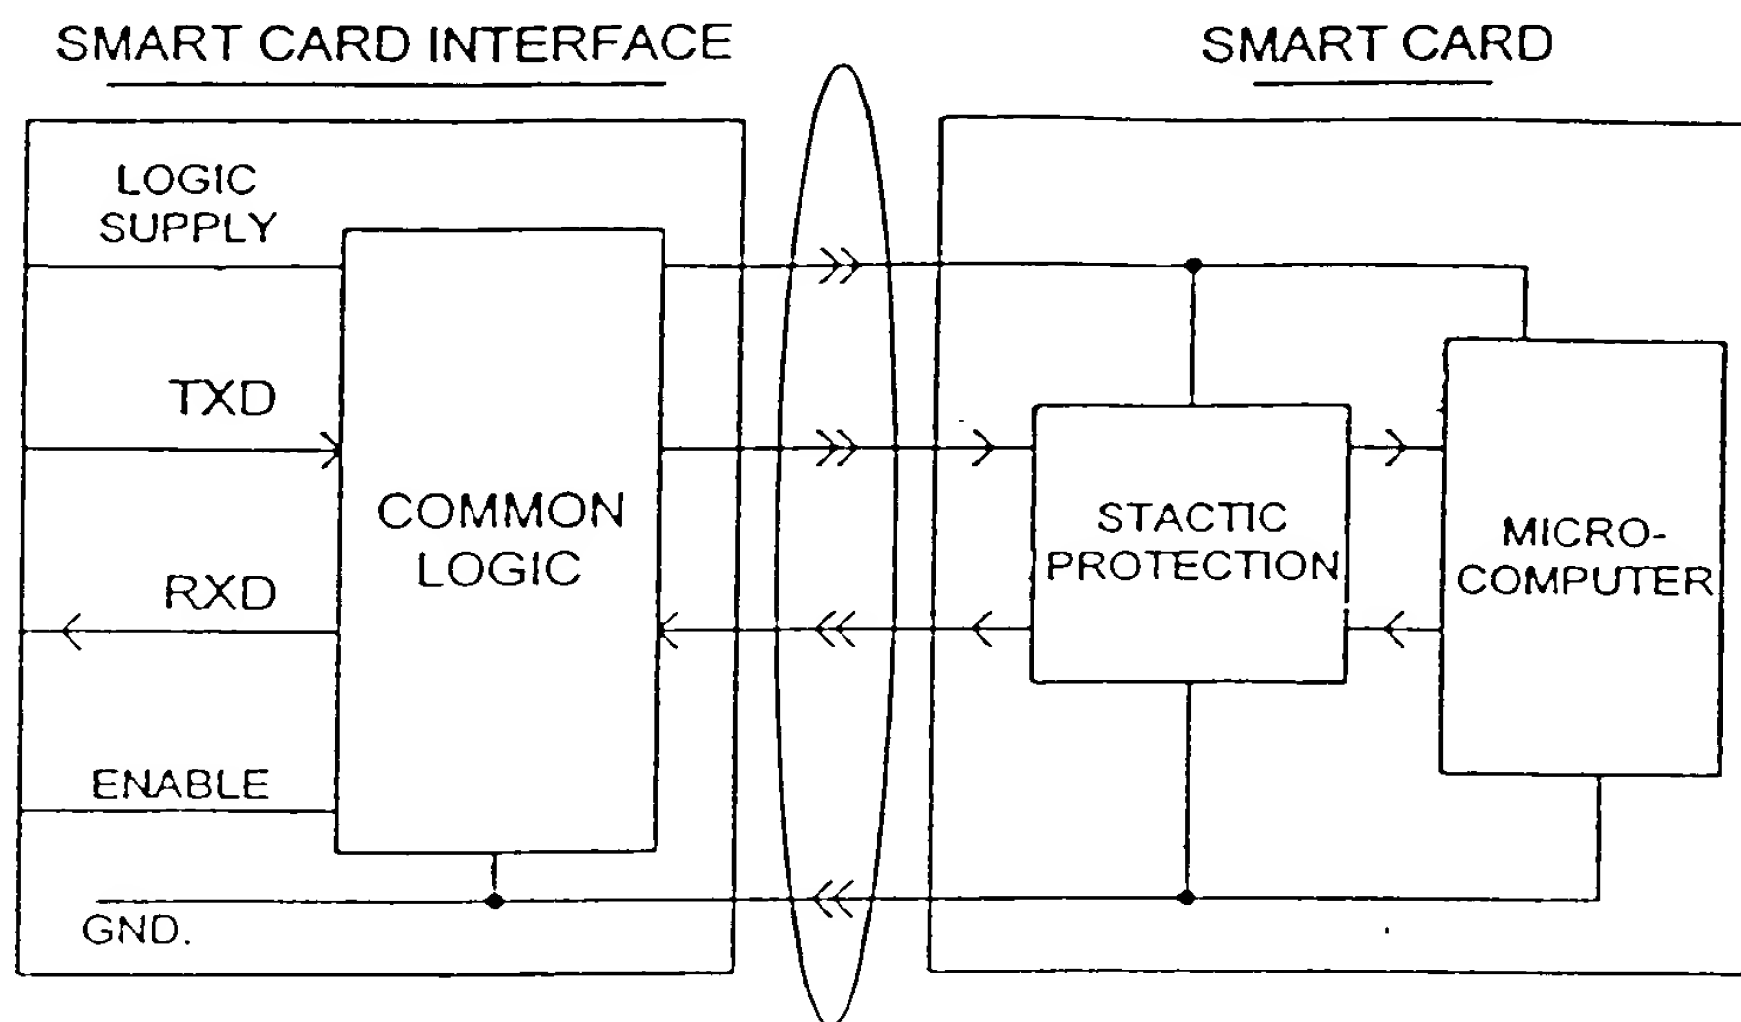 SMART CARD INTERFACE
SMART CARD
LOGIC
SUPPLY
TXD
COMMON
LOGIC
RXD
ENABLE
GND.
STACTIC
PROTECTION
MICRO-
COMPUTER